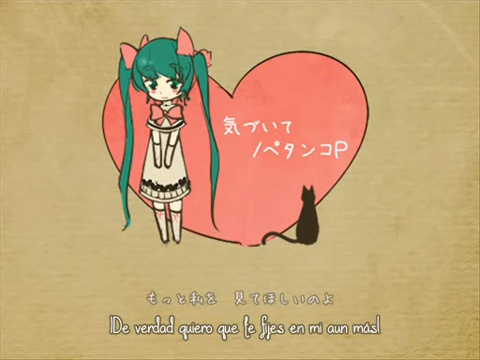 気づいて
/ペタンコP
もっと私を 見てほしいのよ
¡De verdad quiero que te fijes en mi aun más!